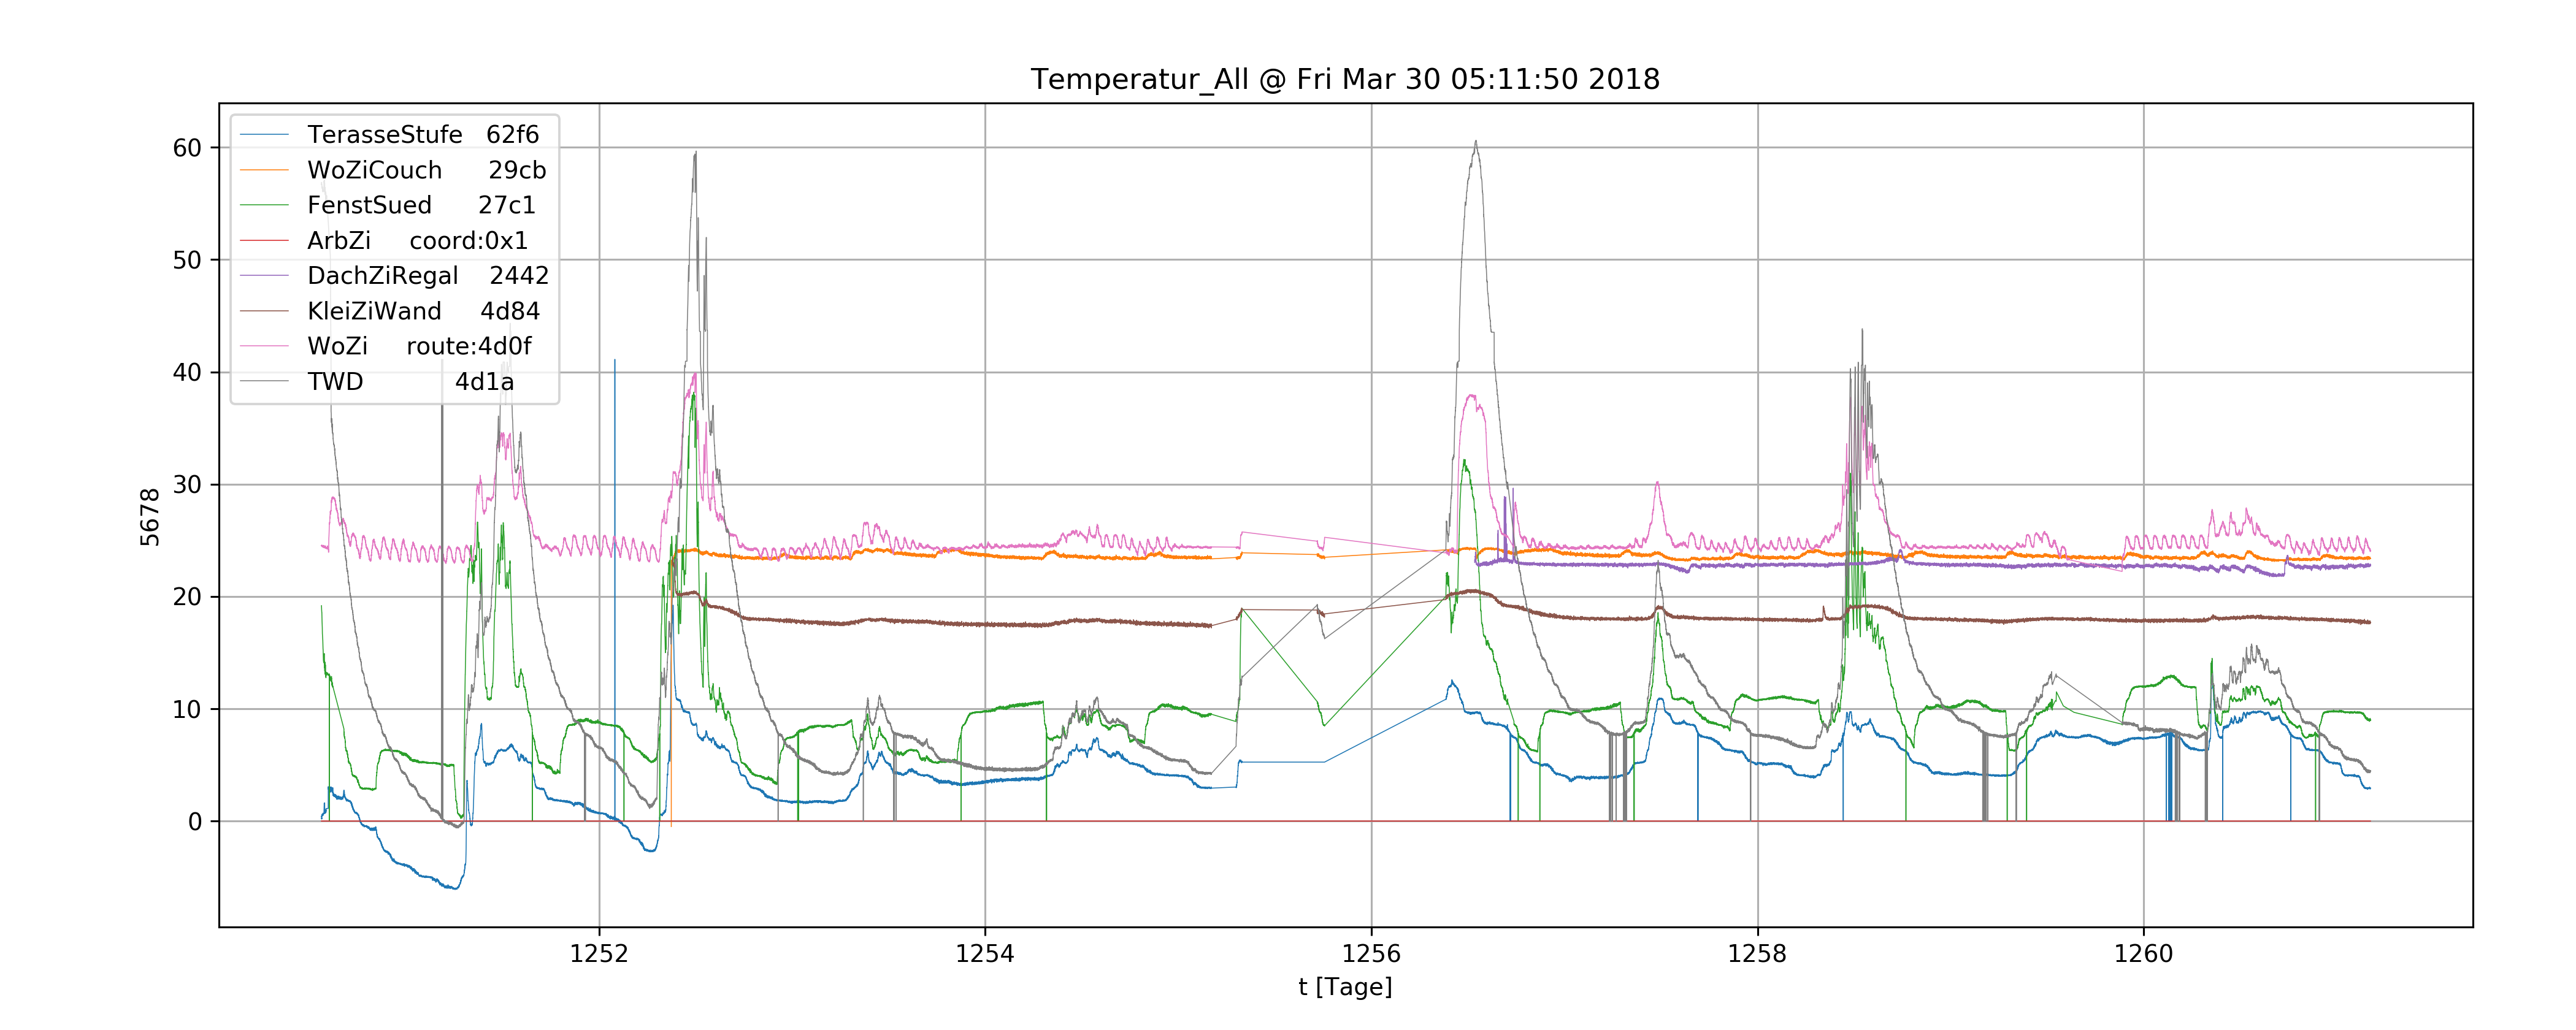 Temperatur_All @ Fri Mar 30 05:11:50 2018
TerasseStufe 62f6
WoZiCouch 29cb
FenstSued 27c1
ArbZi coord:0x1
DachZiRegal 2442
KleiZiWand 4d84
WoZi route:4d0f
TWD 4d1a
60
50
40
30
20
10
0
5678
1252 1254 1256 1258 1260
t [Tage]